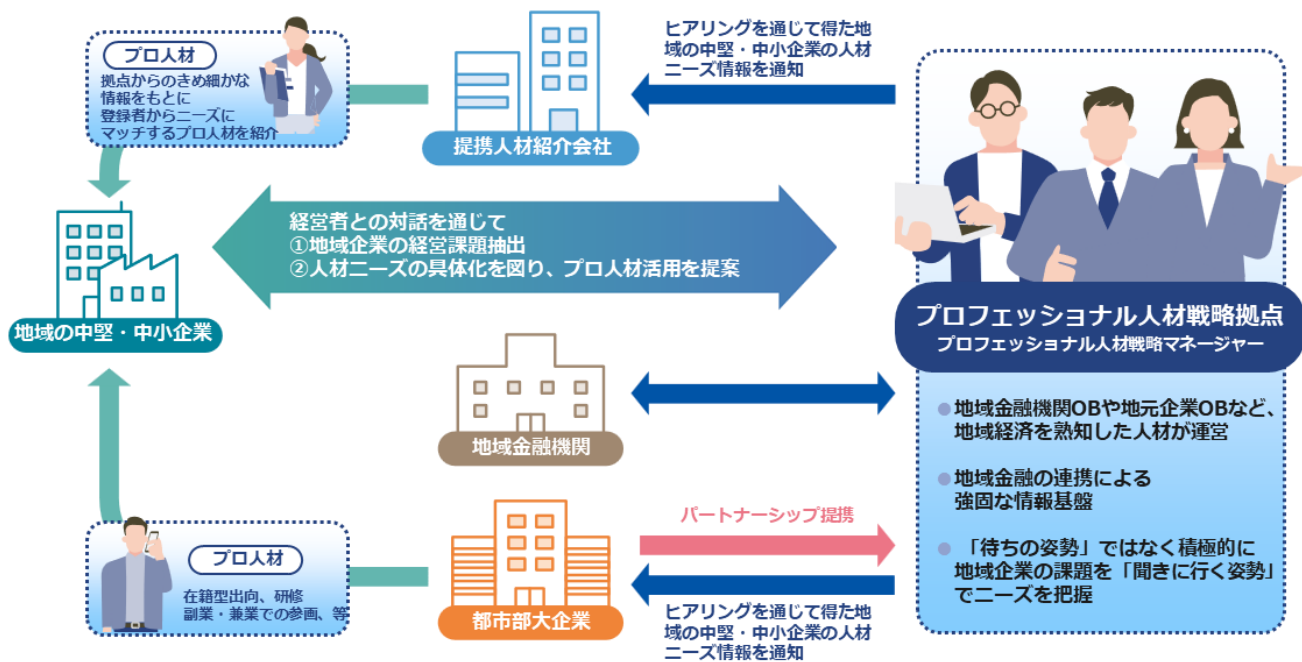 プロ人材
拠点からのきめ細かな
情報をもとに
登録者からニーズに
マッチするプロ人材を紹介
提携人材紹介会社
ヒアリングを通じて得た地
域の中堅・中小企業の人材
ニーズ情報を通知
経営者との対話を通じて
①地域企業の経営課題抽出
②人材ニーズの具体化を図り、プロ人材活用を提案
地域の中堅・中小企業
プロフェッショナル人材戦略拠点
プロフェッショナル人材戦略マネージャー
地域金融機関
地域金融機関OBや地元企業OBなど、
地域経済を熟知した人材が運営
地域金融の連携による
強固な情報基盤
「待ちの姿勢」ではなく積極的に
地域企業の課題を「聞きに行く姿勢」
でニーズを把握
プロ人材
在籍型出向、研修
副業・兼業での参画、等
都市部大企業
パートナーシップ提携
ヒアリングを通じて得た地
域の中堅・中小企業の人材
ニーズ情報を通知